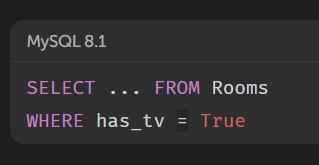 MySQL 8.1
SELECT ... FROM Rooms
WHERE has_tv = True